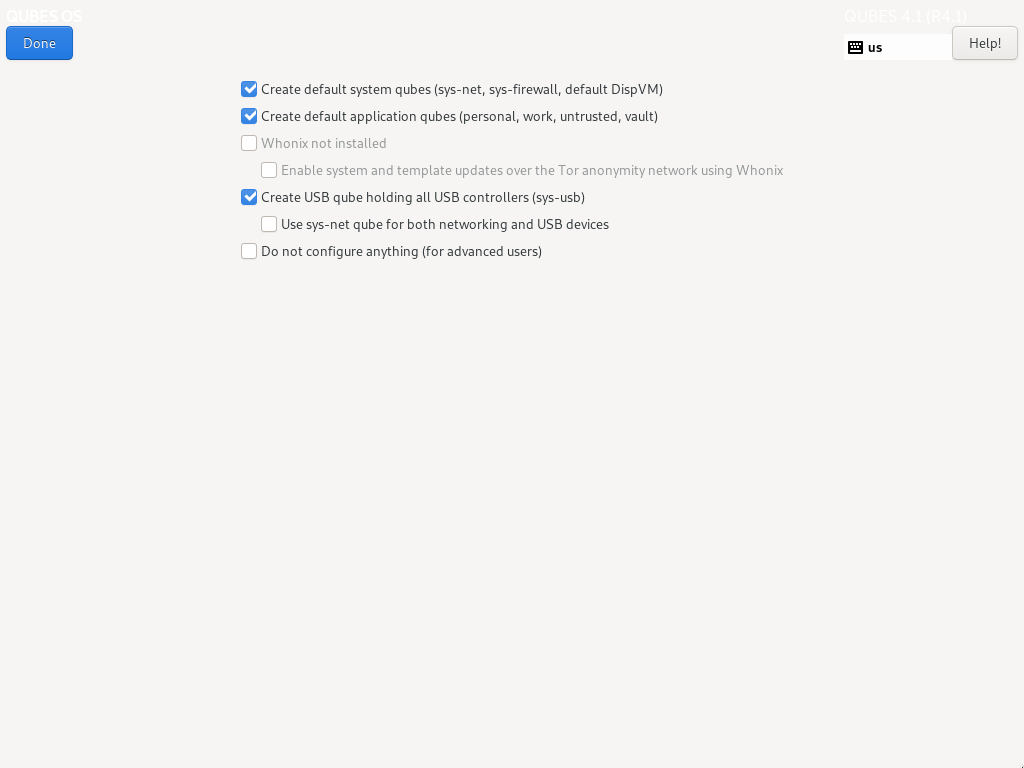 QUBES OS
QUBES 4.1 (R4.1)
Done
us
Help!
Create default system qubes (sys-net, sys-firewall, default DispVM)
Create default application qubes (personal, work, untrusted, vault)
Whonix not installed
Enable system and template updates over the Tor anonymity network using Whonix
Create USB qube holding all USB controllers (sys-usb)
Use sys-net qube for both networking and USB devices
Do not configure anything (for advanced users)